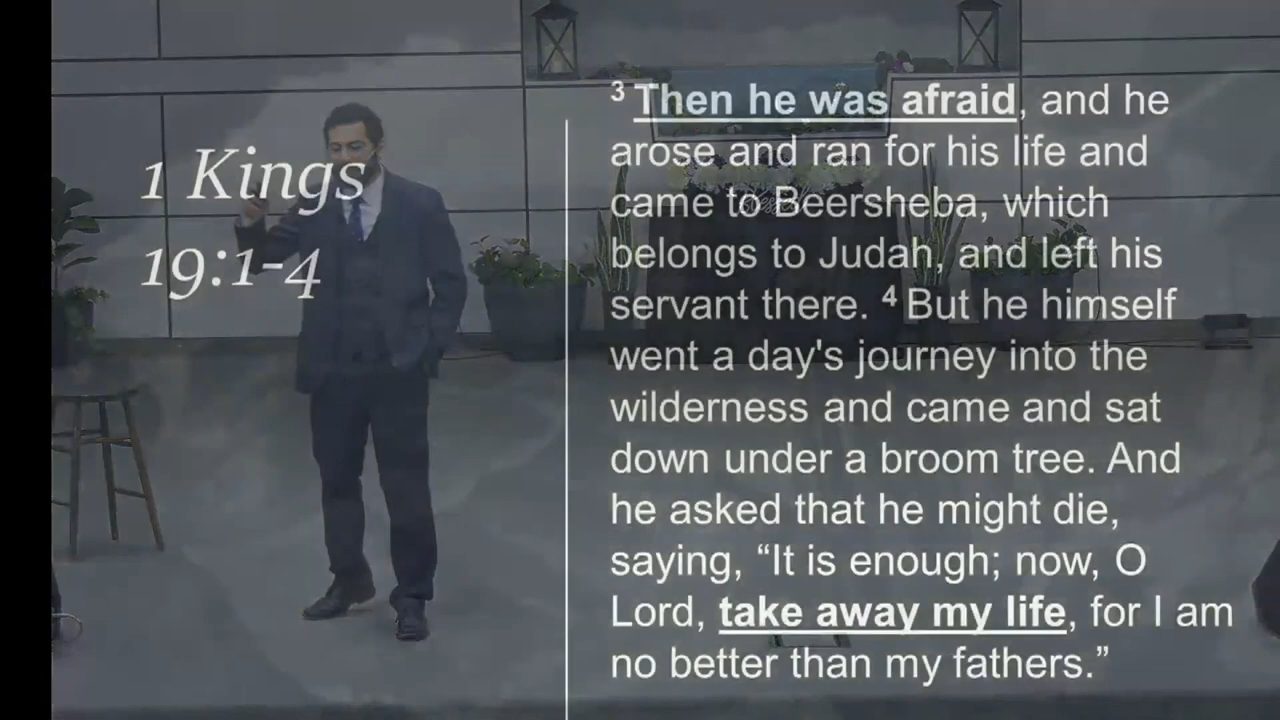 1 Kings
19:1-4
3 Then he was afraid, and he
arose and ran for his life and
came to Beersheba, which
belongs to Judah, and left his
servant there. 4 But he himself
went a day's journey into the
wilderness and came and sat
down under a broom tree. And
he asked that he might die,
saying, “It is enough; now, O
Lord, take away my life, for I am
no better than my fathers.”